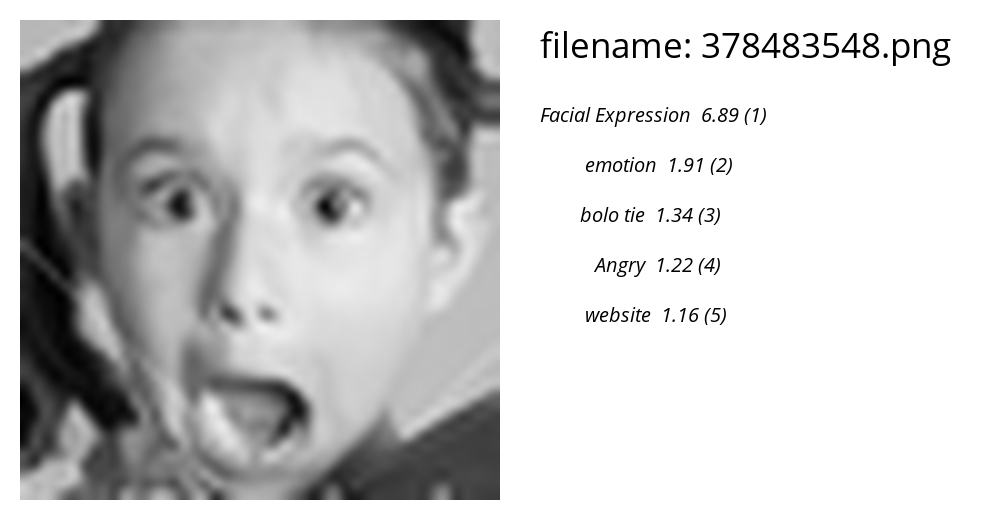 filename: 378483548.png
Facial Expression 6.89 (1)
emotion 1.91 (2)
bolo tie 1.34 (3)
Angry 1.22 (4)
website 1.16 (5)